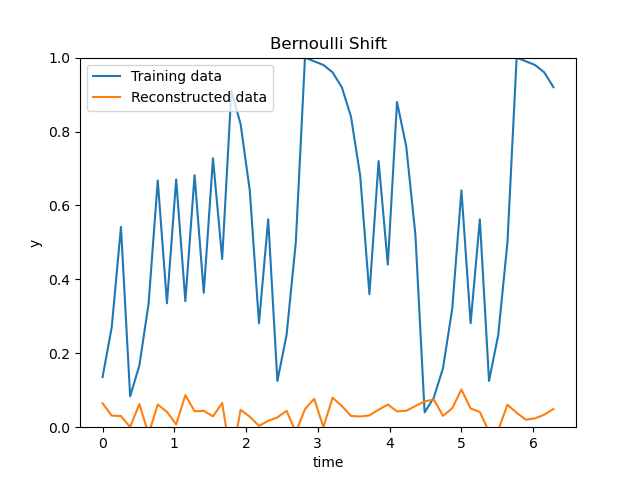 Bernoulli Shift
Training data
Reconstructed data
y
1.0
0.8
0.6
0.4
0.2
0.0
0 1 2 3 4 5 6
time